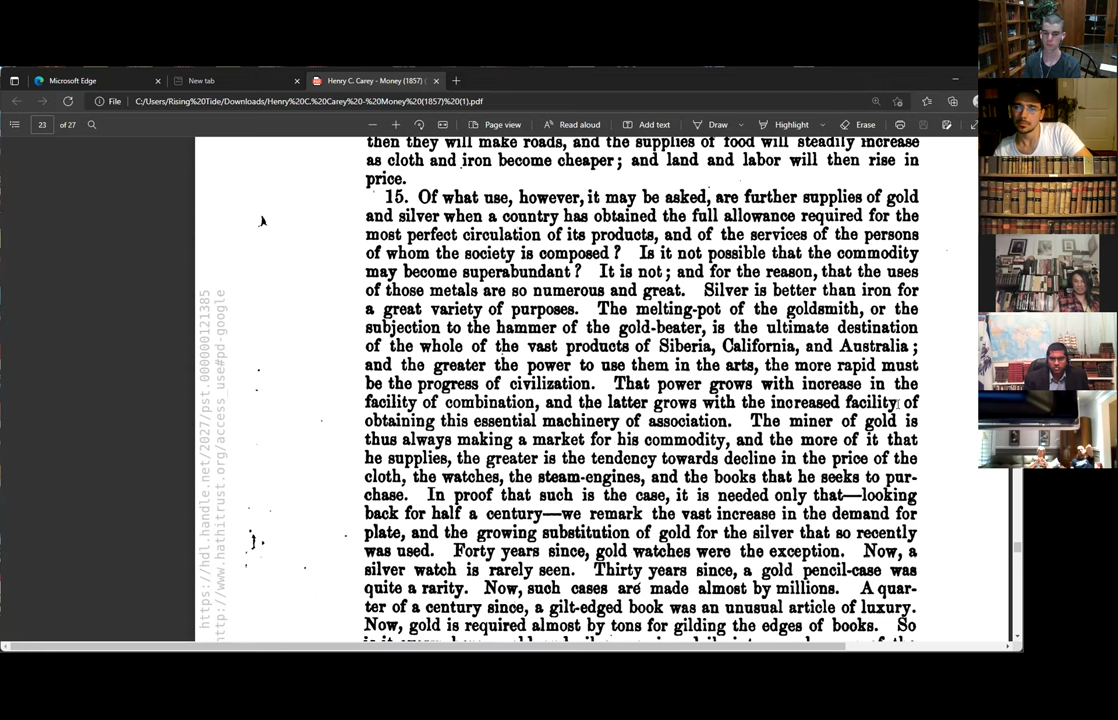 Microsoft Edge
New tab
Henry C. Carey - Money (1857) (
File
C:/Users/Rising%20Tide/Downloads/Henry%20C.%20Carey%20-%20Money%20(1857)%20(1).pdf
23 of 27
Page view
Read aloud
Add text
Draw
Highlight
Erase
then they will make roads, and the supplies of food will steadily increase
as cloth and iron become cheaper; and land and labor will then rise in
price.
15. Of what use, however, it may be asked, are further supplies of gold
and silver when a country has obtained the full allowance required for the
most perfect circulation of its products, and of the services of the persons
of whom the society is composed? Is it not possible that the commodity
may become superabundant? It is not; and for the reason, that the uses
of those metals are so numerous and great. Silver is better than iron for
a great variety of purposes. The melting-pot of the goldsmith, or the
subjection to the hammer of the gold-beater, is the ultimate destination
of the whole of the vast products of Siberia, California, and Australia;
and the greater the power to use them in the arts, the more rapid must
be the progress of civilization. That power grows with increase in the
facility of combination, and the latter grows with the increased facility of
obtaining this essential machinery of association. The miner of gold is
thus always making a market for his commodity, and the more of it that
he supplies, the greater is the tendency towards decline in the price of the
cloth, the watches, the steam-engines, and the books that he seeks to pur-
chase. In proof that such is the case, it is needed only that—looking
back for half a century—we remark the vast increase in the demand for
plate, and the growing substitution of gold for the silver that so recently
was used. Forty years since, gold watches were the exception. Now, a
silver watch is rarely seen. Thirty years since, a gold pencil-case was
quite a rarity. Now, such cases are made almost by millions. A quar-
ter of a century since, a gilt-edged book was an unusual article of luxury.
Now, gold is required almost by tons for gilding the edges of books. So
https://hdl.handle.net/2027/pst.000000121385
http://www.hathitrust.org/access_use#pd-google